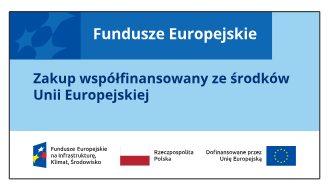 Fundusze Europejskie
Zakup współfinansowany ze środków
Unii Europejskiej
Fundusze Europejskie
na Infrastrukturę,
Klimat, Środowisko
Rzeczpospolita
Polska
Dofinansowane przez
Unię Europejską